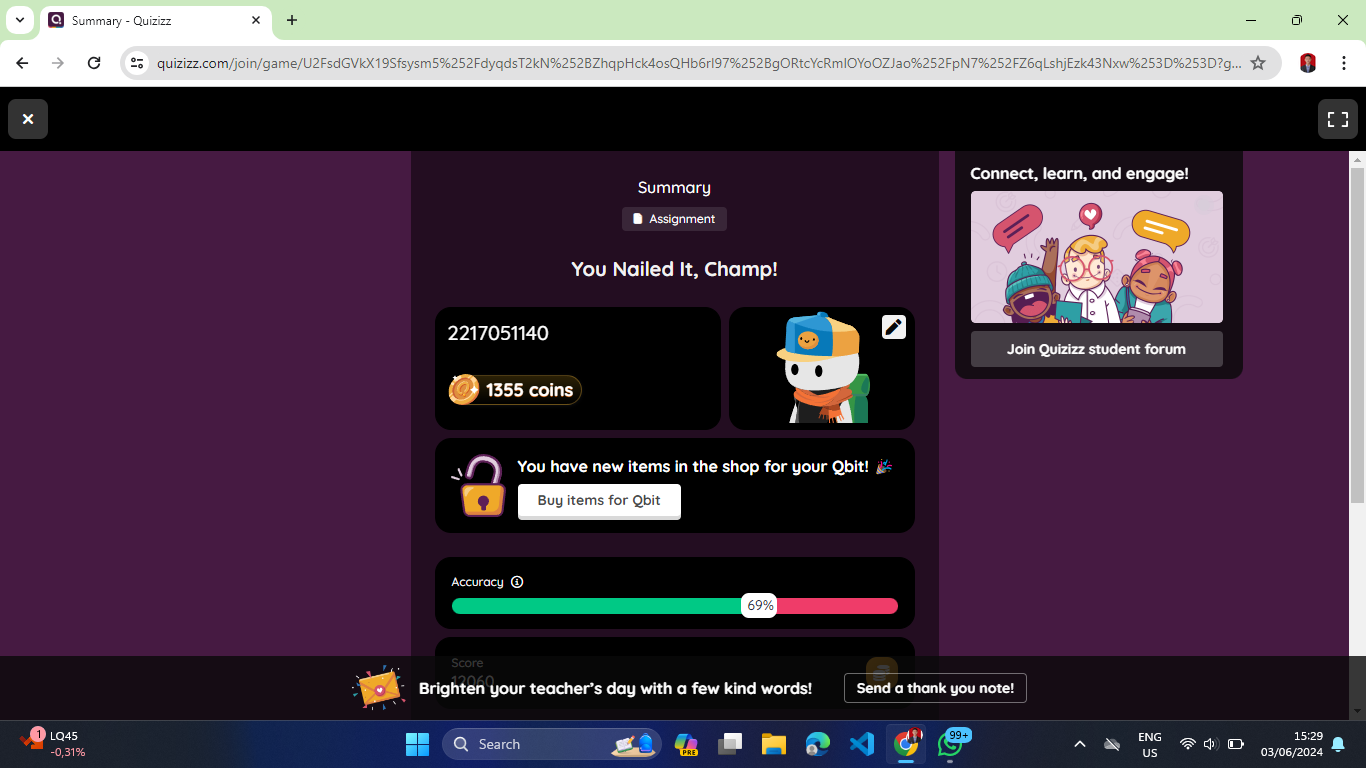 Summary - Quizizz
quizizz.com/join/game/U2FsdGVkX19Sfsysm5%252FdyqdsT2kN%252BZhqpHck4osQHb6rl97%252BgORtcYcRmIOYoOZJao%252FpN7%252FZ6qLshjEzk43Nxw%253D%253D?g...
Connect, learn, and engage!
Summary
Assignment
You Nailed It, Champ!
2217051140
1355 coins
Join Quizizz student forum
You have new items in the shop for your Qbit!
Buy items for Qbit
Accuracy
69%
Score
12060
Brighten your teacher's day with a few kind words!
Send a thank you note!
1
LQ45
-0,31%
Search
PRE
99+
ENG
US
15:29
03/06/2024